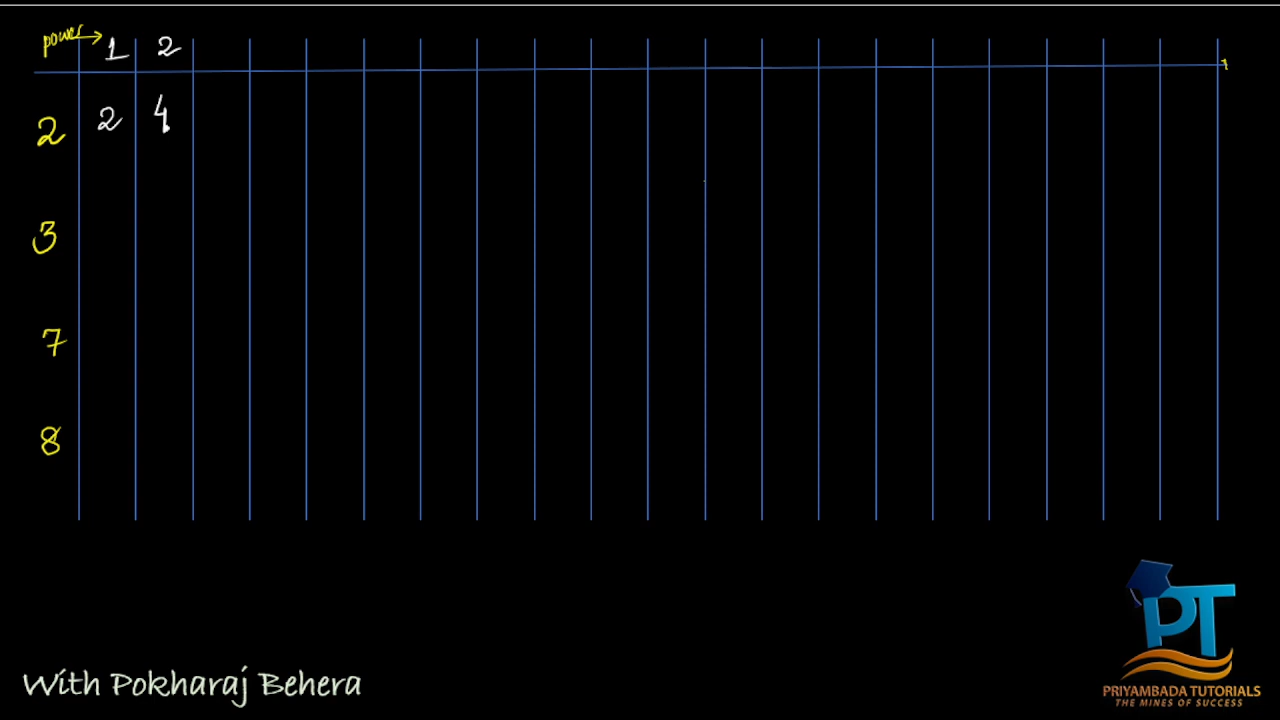 power→ 1 2
2 2 4
3
7
8
With Pokharaj Behera
PT
PRIYAMBADA TUTORIALS
THE MINES OF SUCCESS